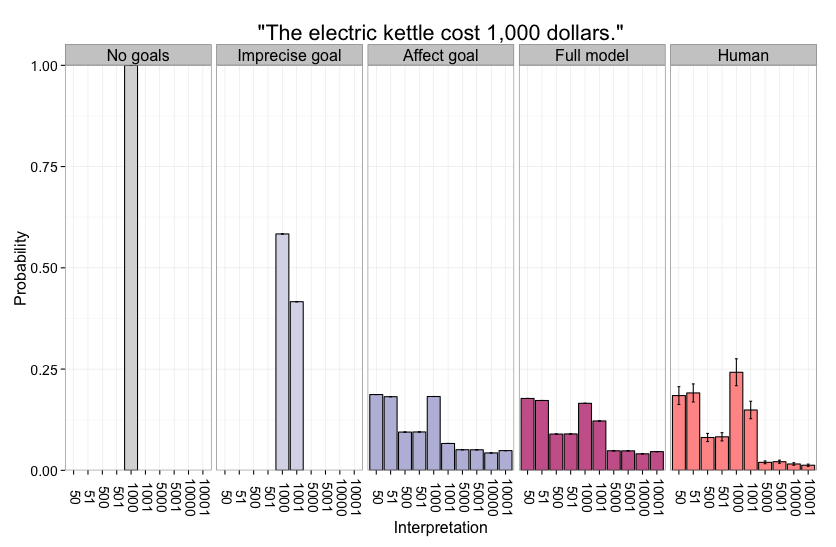 "The electric kettle cost 1,000 dollars."
No goals Imprecise goal Affect goal Full model Human
Probability
1.00
0.75
0.50
0.25
0.00
50 51 500 501 1000 1001 5000 5001 10000 10001 50 51 500 501 1000 1001 5000 5001 10000 10001 50 51 500 501 1000 1001 5000 5001 10000 10001 50 51 500 501 1000 1001 5000 5001 10000 10001 50 51 500 501 1000 1001 5000 5001 10000 10001
Interpretation